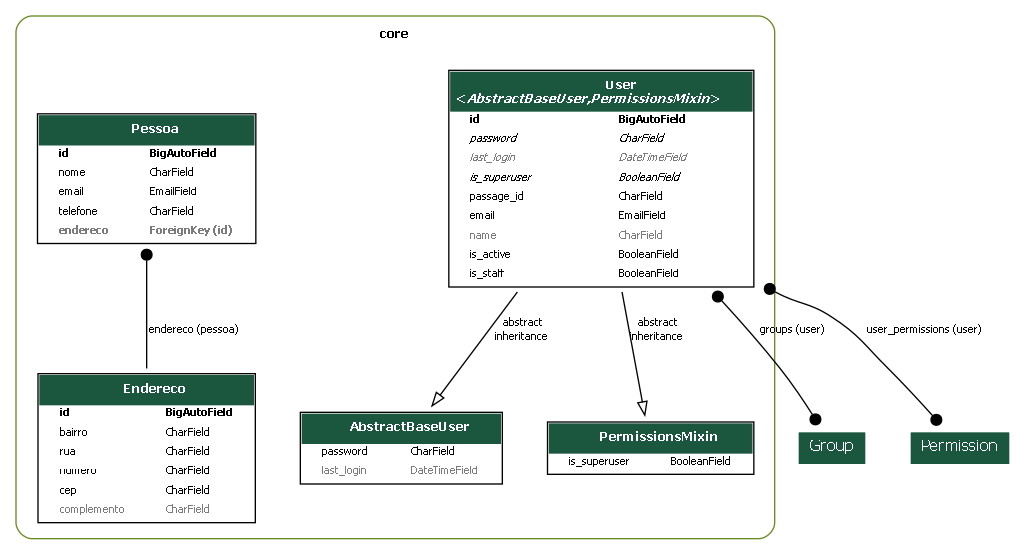 core
User
<AbstractBaseUser,PermissionsMixin>
id BigAutoField
password CharField
last_login DateTimeField
is_superuser BooleanField
passage_id CharField
email EmailField
name CharField
is_active BooleanField
is_staff BooleanField
Pessoa
id BigAutoField
nome CharField
email EmailField
telefone CharField
endereco ForeignKey (id)
endereco (pessoa)
abstract
inheritance
abstract
inheritance
groups (user)
user_permissions (user)
Endereco
id BigAutoField
bairro CharField
rua CharField
numero CharField
cep CharField
complemento CharField
AbstractBaseUser
password CharField
last_login DateTimeField
PermissionsMixin
is_superuser BooleanField
Group
Permission